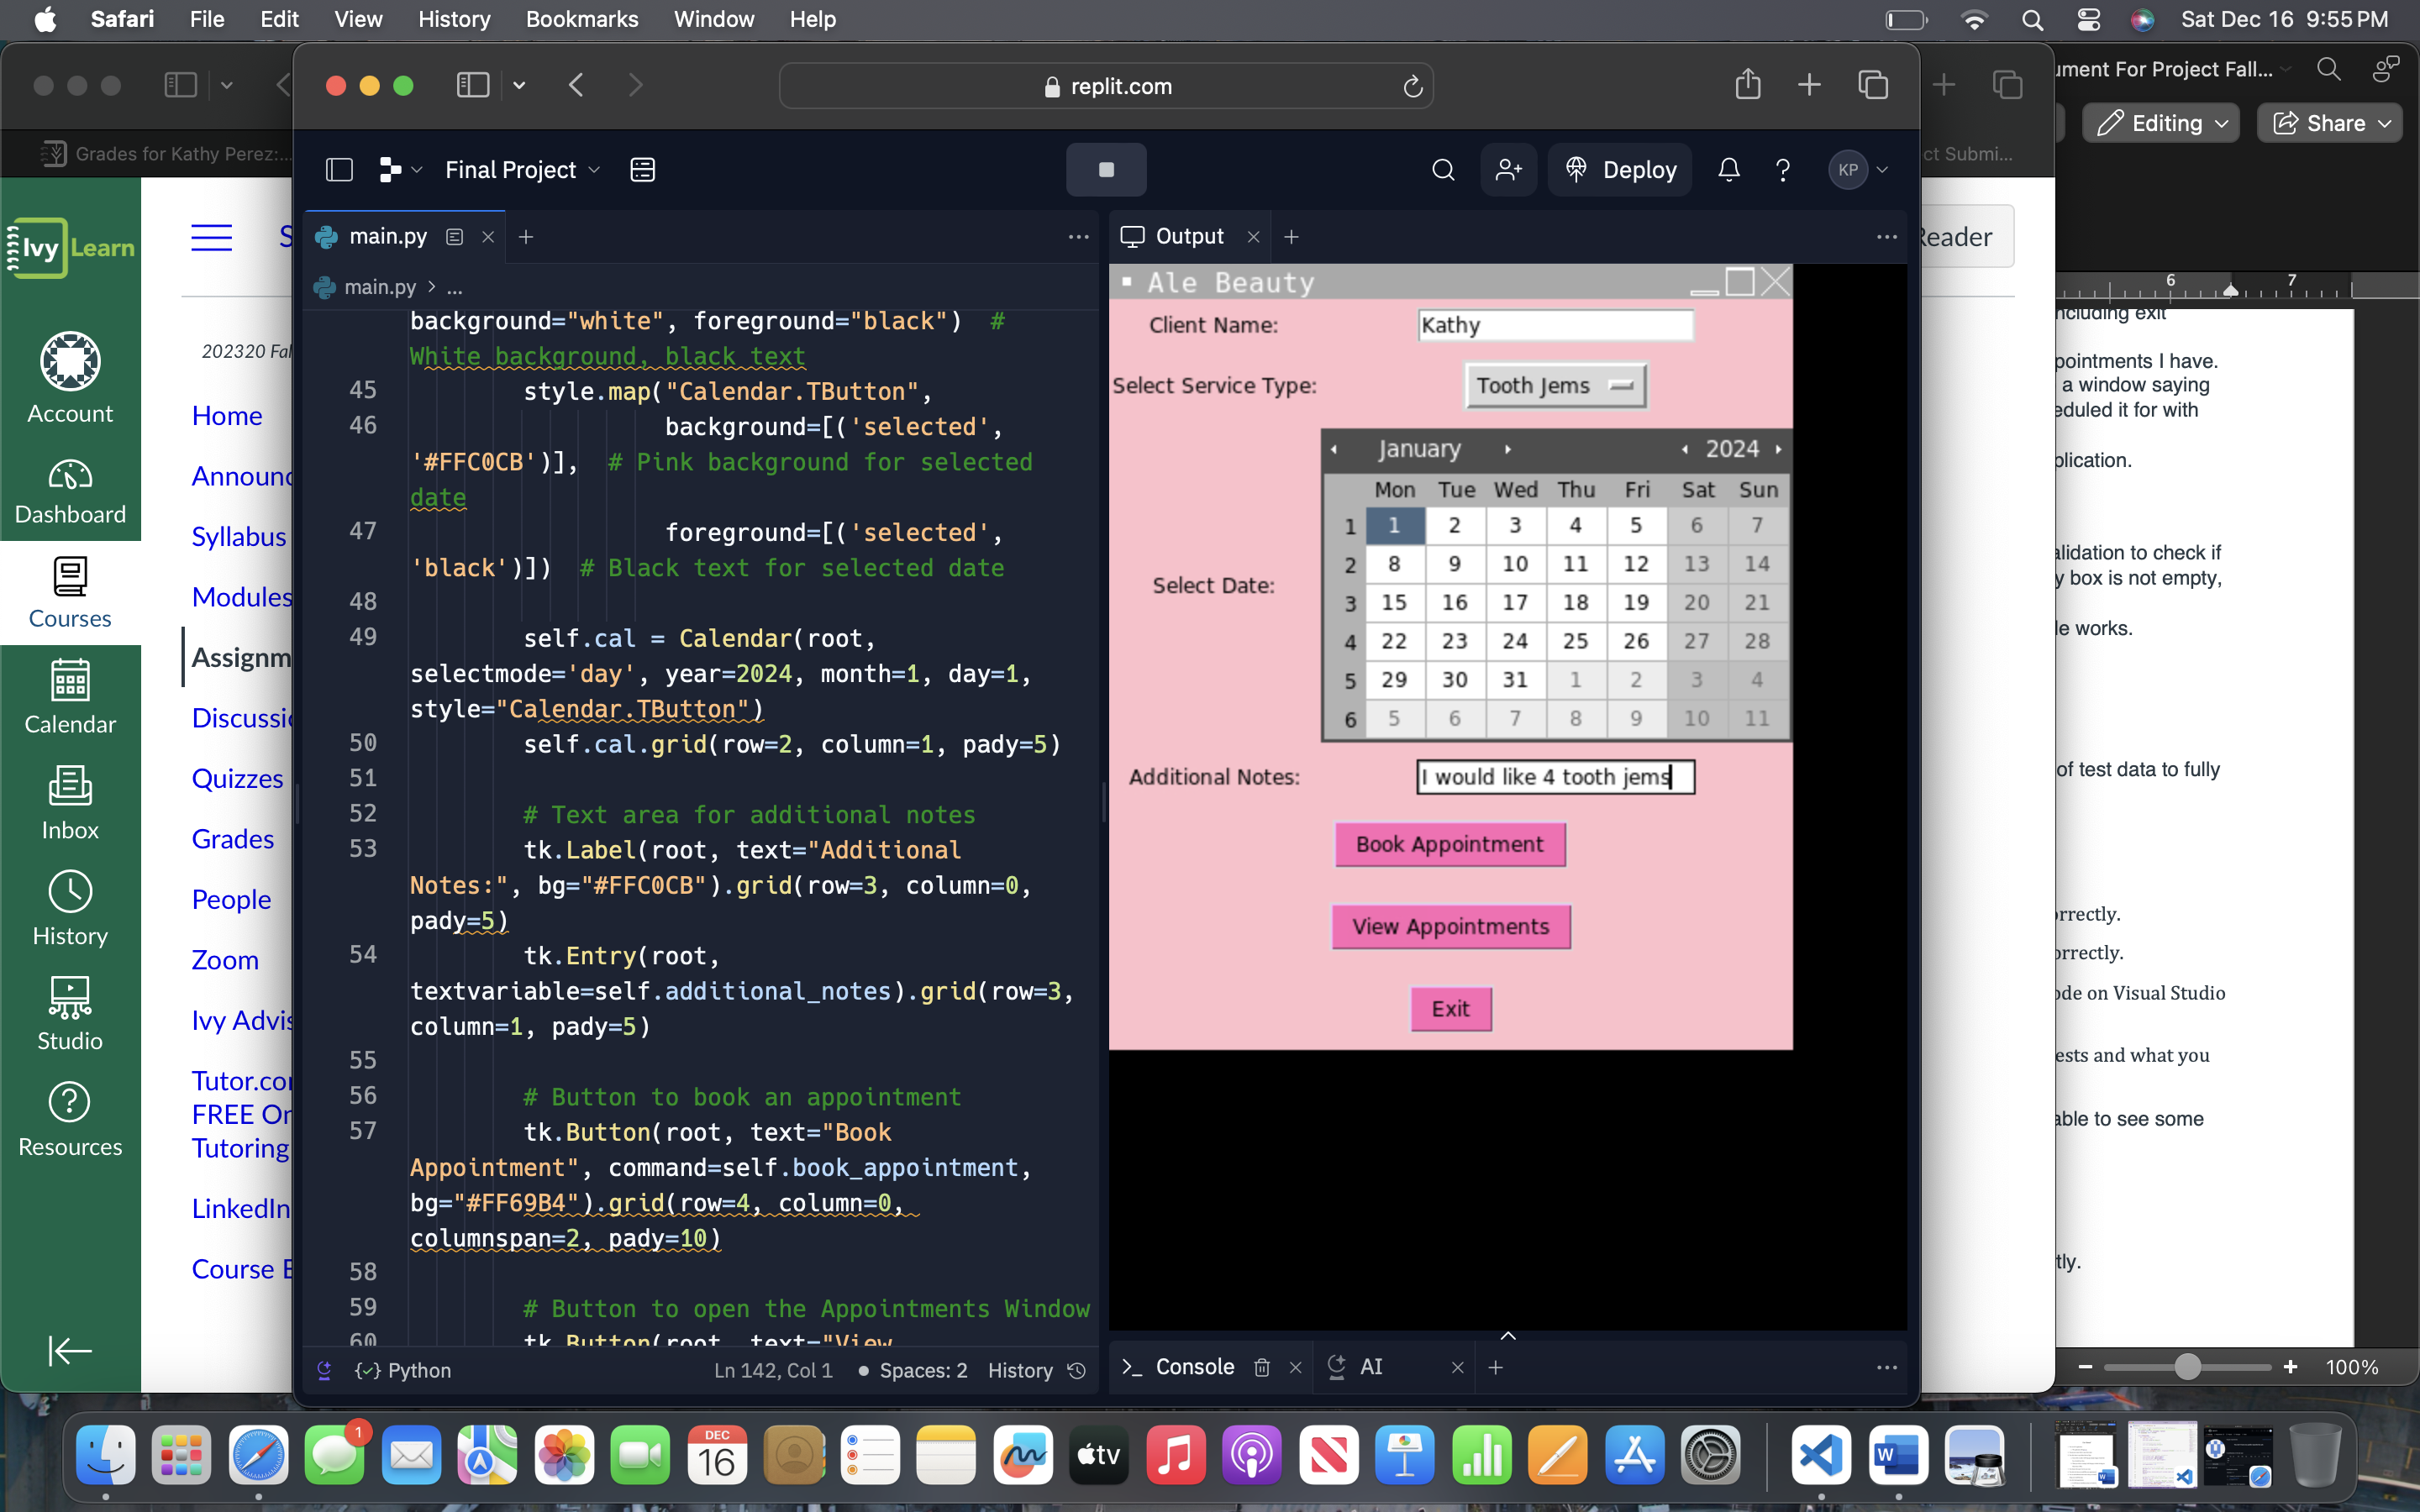 Safari File Edit View History Bookmarks Window Help Sat Dec 16 9:55 PM
replit.com
Grades for Kathy Perez:...
Final Project
Deploy
KP
main.py
main.py > ...
background="white", foreground="black") #
White background, black text
45 style.map("Calendar.TButton",
46 background=[('selected',
'#FFC0CB')], # Pink background for selected
date
47 foreground=[('selected',
'black')]) # Black text for selected date
48
49 self.cal = Calendar(root,
selectmode='day', year=2024, month=1, day=1,
style="Calendar.TButton")
50 self.cal.grid(row=2, column=1, pady=5)
51
52 # Text area for additional notes
53 tk.Label(root, text="Additional
Notes:", bg="#FFC0CB").grid(row=3, column=0,
pady=5)
54 tk.Entry(root,
textvariable=self.additional_notes).grid(row=3,
column=1, pady=5)
55
56 # Button to book an appointment
57 tk.Button(root, text="Book
Appointment", command=self.book_appointment,
bg="#FF69B4").grid(row=4, column=0,
columnspan=2, pady=10)
58
59 # Button to open the Appointments Window
60 tk.Button(root, text="View
Python Ln 142, Col 1 Spaces: 2 History
Output
Ale Beauty
Client Name: Kathy
Select Service Type: Tooth Jems
Select Date:
January 2024
Mon Tue Wed Thu Fri Sat Sun
1 1 2 3 4 5 6 7
2 8 9 10 11 12 13 14
3 15 16 17 18 19 20 21
4 22 23 24 25 26 27 28
5 29 30 31 1 2 3 4
6 5 6 7 8 9 10 11
Additional Notes: I would like 4 tooth jems
Book Appointment
View Appointments
Exit
Console AI
Ivy Learn
Account
Dashboard
Courses
Calendar
Inbox
History
Studio
Resources
S
202320 Fal
Home
Announc
Syllabus
Modules
Assignm
Discussio
Quizzes
Grades
People
Zoom
Ivy Advis
Tutor.co
FREE On
Tutoring
LinkedIn
Course E
ct Submi...
Reader
ument For Project Fall...
Editing Share
6 7
ncluding exit
pointments I have.
a window saying
eduled it for with
plication.
alidation to check if
y box is not empty,
le works.
of test data to fully
orrectly.
orrectly.
ode on Visual Studio
ests and what you
able to see some
tly.
100%
1
DEC
16
tv
W